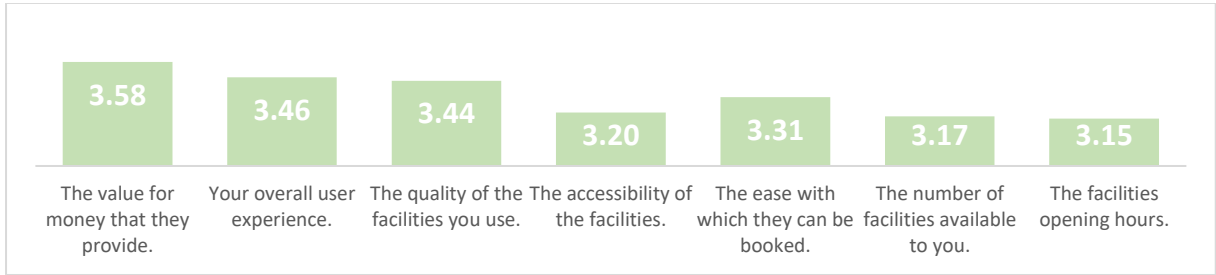 3.58
3.46
3.44
3.20
3.31
3.17
3.15
The value for
money that they
provide.
Your overall user
experience.
The quality of the
facilities you use.
The accessibility of
the facilities.
The ease with
which they can be
booked.
The number of
facilities available
to you.
The facilities
opening hours.